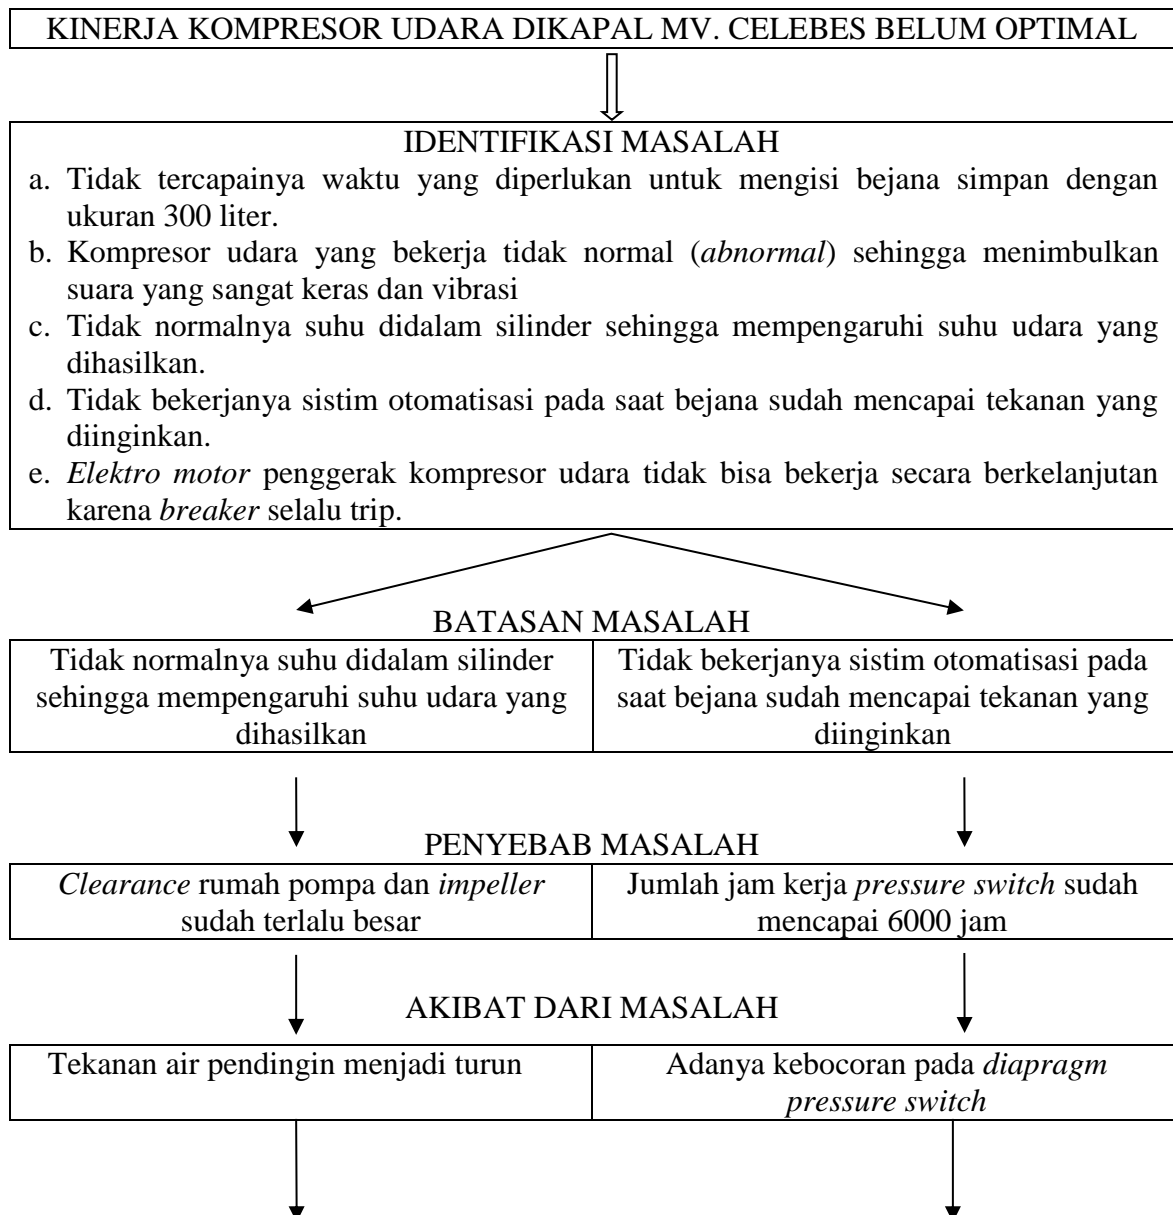 KINERJA KOMPRESOR UDARA DIKAPAL MV. CELEBES BELUM OPTIMAL
IDENTIFIKASI MASALAH
a. Tidak tercapainya waktu yang diperlukan untuk mengisi bejana simpan dengan
ukuran 300 liter.
b. Kompresor udara yang bekerja tidak normal (abnormal) sehingga menimbulkan
suara yang sangat keras dan vibrasi
c. Tidak normalnya suhu didalam silinder sehingga mempengaruhi suhu udara yang
dihasilkan.
d. Tidak bekerjanya sistim otomatisasi pada saat bejana sudah mencapai tekanan yang
diinginkan.
e. Elektro motor penggerak kompresor udara tidak bisa bekerja secara berkelanjutan
karena breaker selalu trip.
BATASAN MASALAH
Tidak normalnya suhu didalam silinder
sehingga mempengaruhi suhu udara yang
dihasilkan
Tidak bekerjanya sistim otomatisasi pada
saat bejana sudah mencapai tekanan yang
diinginkan
PENYEBAB MASALAH
Clearance rumah pompa dan impeller
sudah terlalu besar
Jumlah jam kerja pressure switch sudah
mencapai 6000 jam
AKIBAT DARI MASALAH
Tekanan air pendingin menjadi turun
Adanya kebocoran pada diapragm
pressure switch